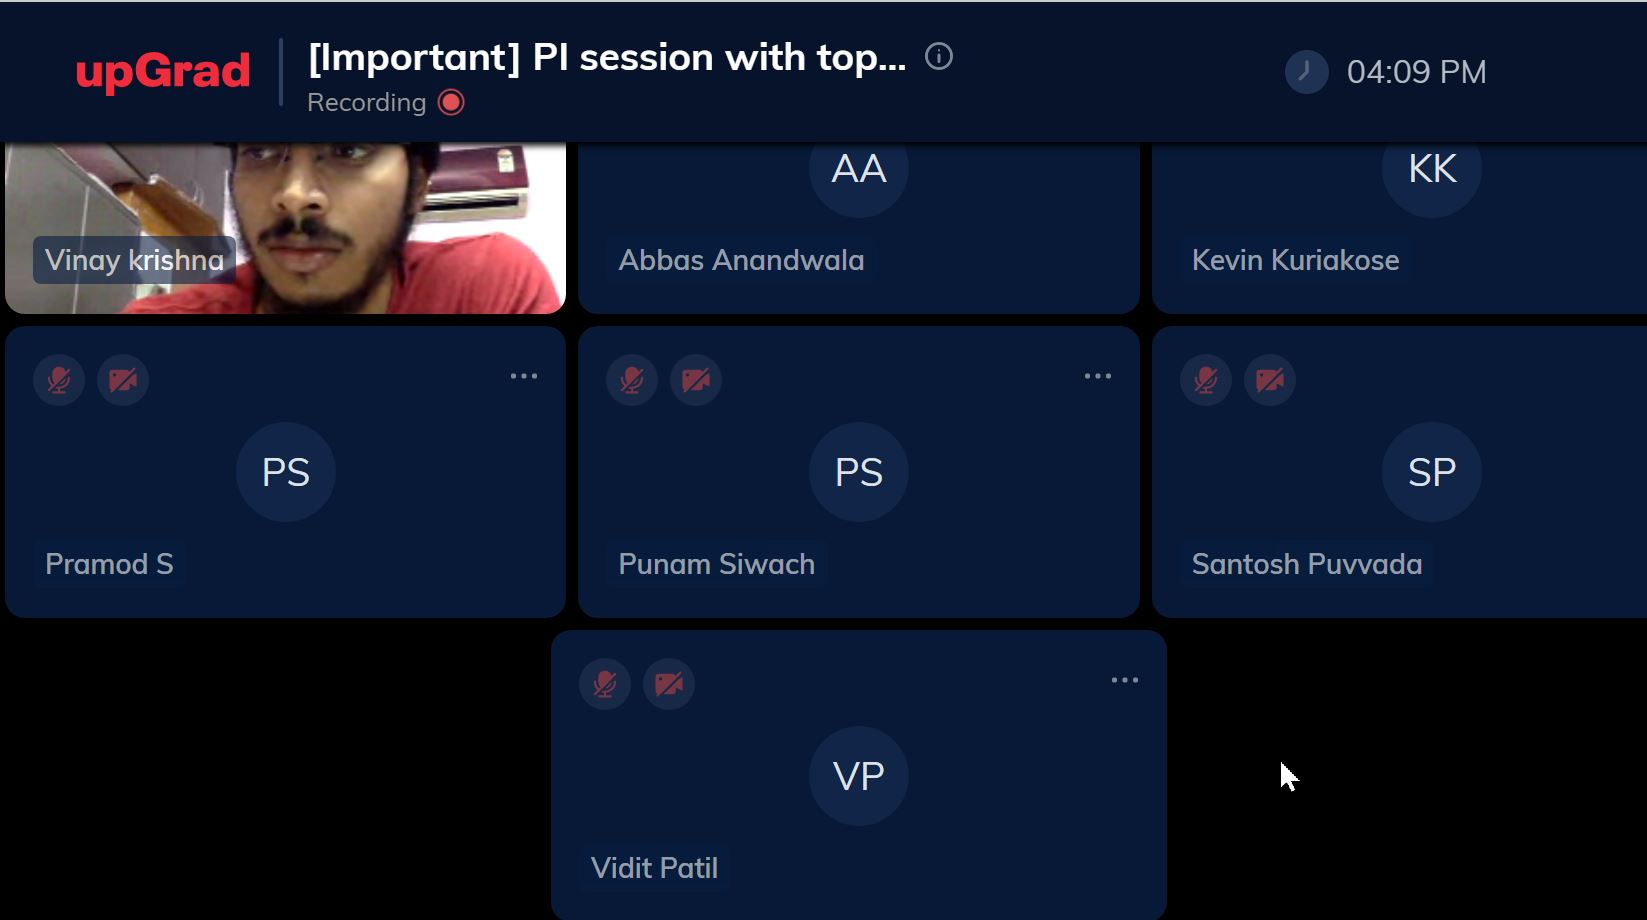 upGrad
[Important] PI session with top...
Recording
04:09 PM
Vinay krishna
AA
Abbas Anandwala
KK
Kevin Kuriakose
PS
Pramod S
PS
Punam Siwach
SP
Santosh Puvvada
VP
Vidit Patil